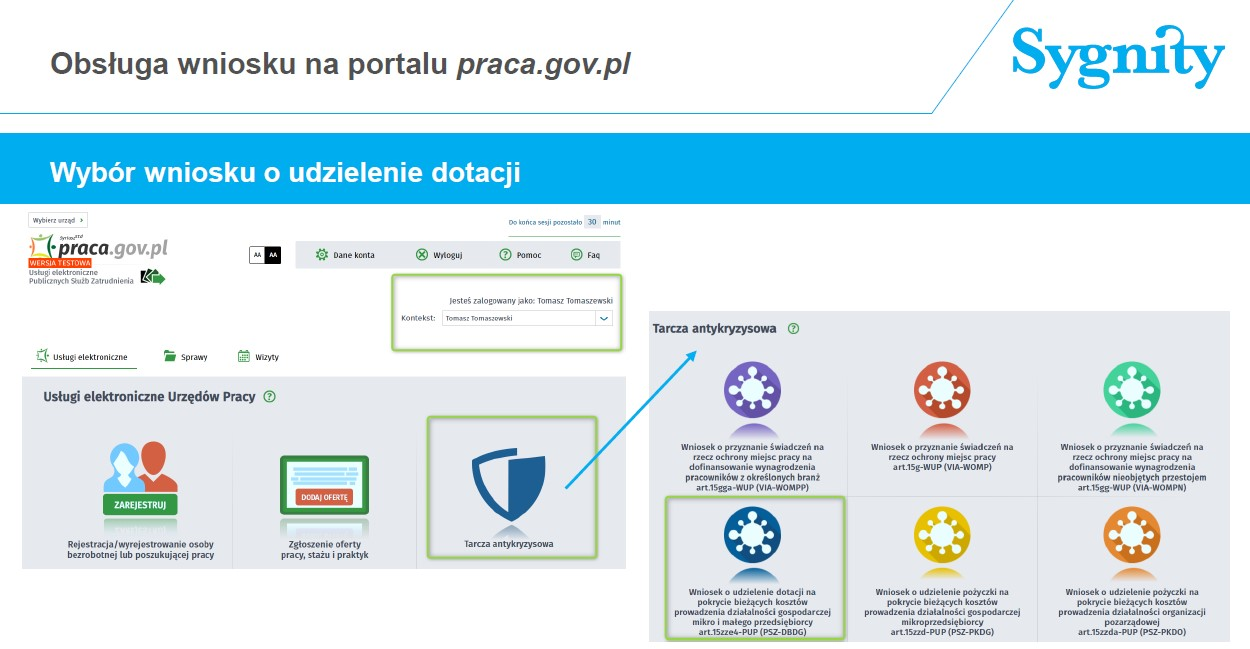 Obsługa wniosku na portalu praca.gov.pl
Sygnity
Wybór wniosku o udzielenie dotacji
Wybierz urząd
Do końca sesji pozostało 30 minut
SyriuszSTD
praca.gov.pl
WERSJA TESTOWA
Usługi elektroniczne
Publicznych Służb Zatrudnienia
AA AA
Dane konta
Wyloguj
Pomoc
Faq
Jesteś zalogowany jako: Tomasz Tomaszewski
Kontekst: Tomasz Tomaszewski
Usługi elektroniczne
Sprawy
Wizyty
Usługi elektroniczne Urzędów Pracy ?
ZAREJESTRUJ
Rejestracja/wyrejestrowanie osoby
bezrobotnej lub poszukującej pracy
DODAJ OFERTĘ
Zgłoszenie oferty
pracy, stażu i praktyk
Tarcza antykryzysowa
Tarcza antykryzysowa ?
Wniosek o przyznanie świadczeń na
rzecz ochrony miejsc pracy na
dofinansowanie wynagrodzenia
pracowników z określonych branż
art.15gga-WUP (VIA-WOMPP)
Wniosek o przyznanie świadczeń na
rzecz ochrony miejsc pracy
art.15g-WUP (VIA-WOMP)
Wniosek o przyznanie świadczeń na
rzecz ochrony miejsc pracy na
dofinansowanie wynagrodzenia
pracowników nieobjętych przestojem
art.15gg-WUP (VIA-WOMPN)
Wniosek o udzielenie dotacji na
pokrycie bieżących kosztów
prowadzenia działalności gospodarczej
mikro i małego przedsiębiorcy
art.15zze4-PUP (PSZ-DBDG)
Wniosek o udzielenie pożyczki na
pokrycie bieżących kosztów
prowadzenia działalności gospodarczej
mikroprzedsiębiorcy
art.15zzd-PUP (PSZ-PKDG)
Wniosek o udzielenie pożyczki na
pokrycie bieżących kosztów
prowadzenia działalności organizacji
pozarządowej
art.15zzda-PUP (PSZ-PKDO)